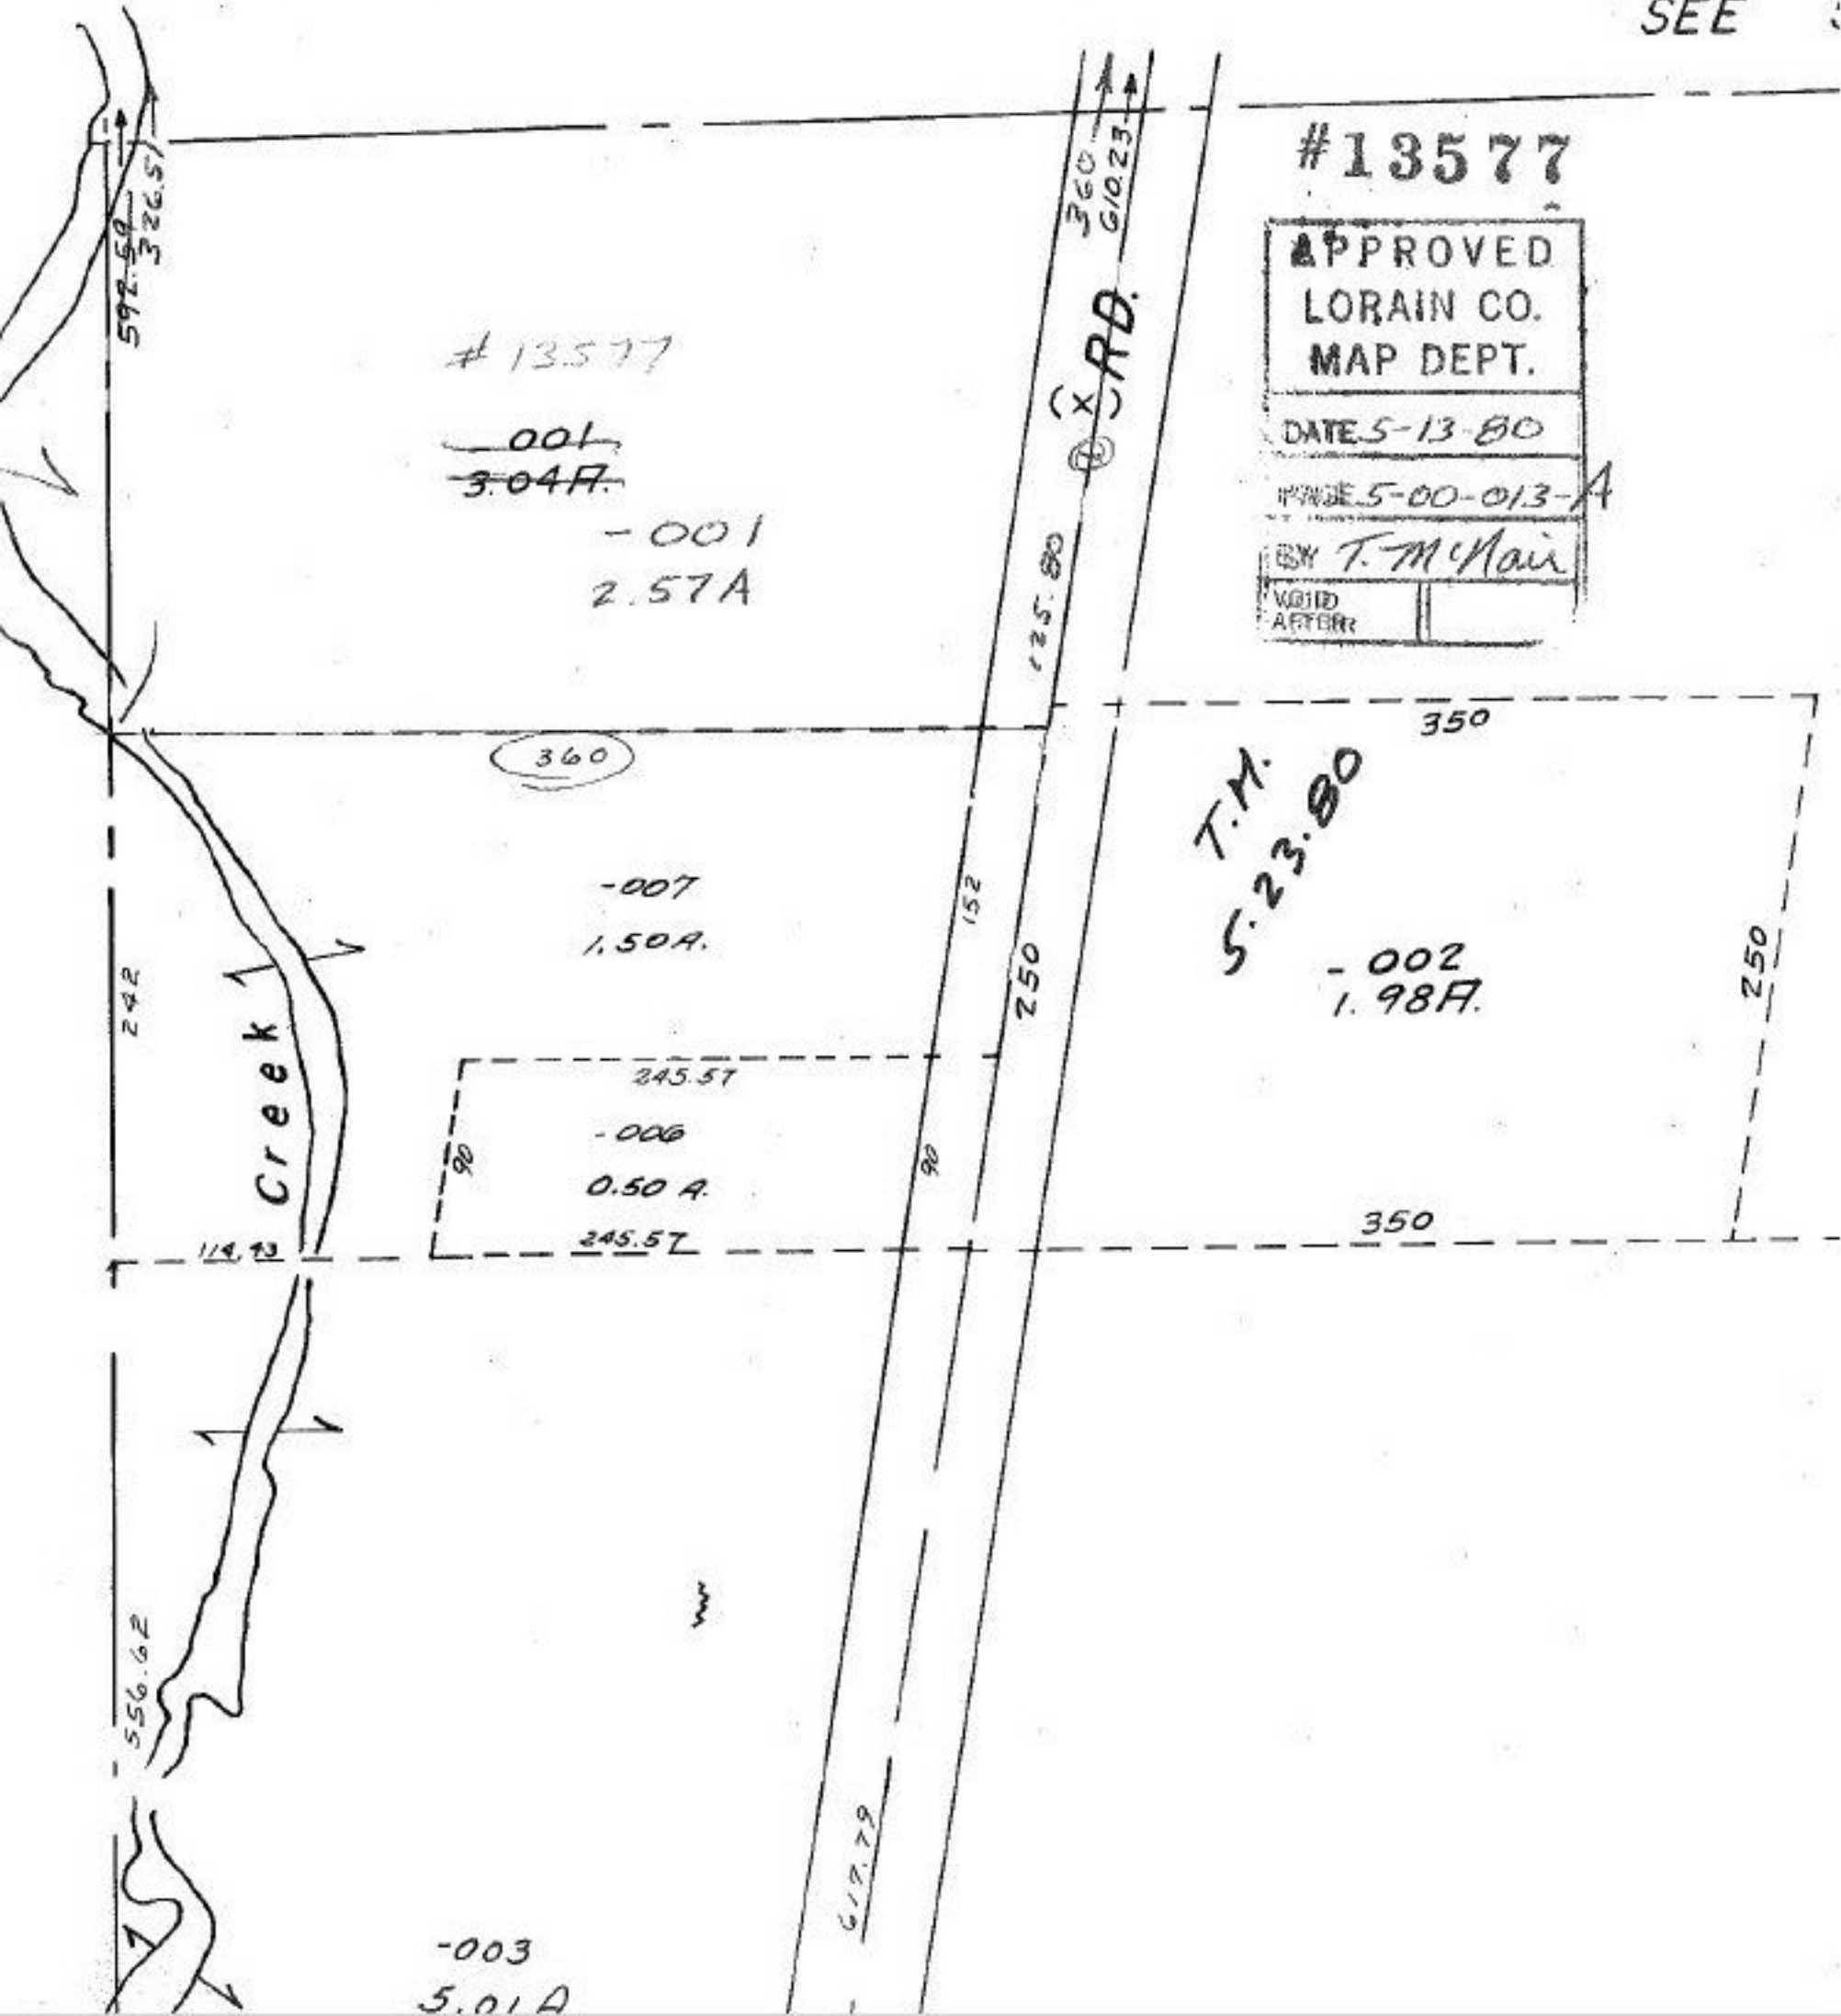 SEE
#13577
APPROVED
LORAIN CO.
MAP DEPT.
DATE 5-13-80
PAGE 5-00-013-A
BY T. McNair
VOID
AFTER
592.59
326.51
360
610.23
(X) RD.
# 13577
001
3.04A.
-001
2.57A
125.80
360
350
T.M.
5.23.80
-007
1.50A.
152
250
-002
1.98A.
250
242
Creek
245.57
-006
0.50 A.
90
90
245.57
114.43
350
556.62
617.79
-003
5.01A